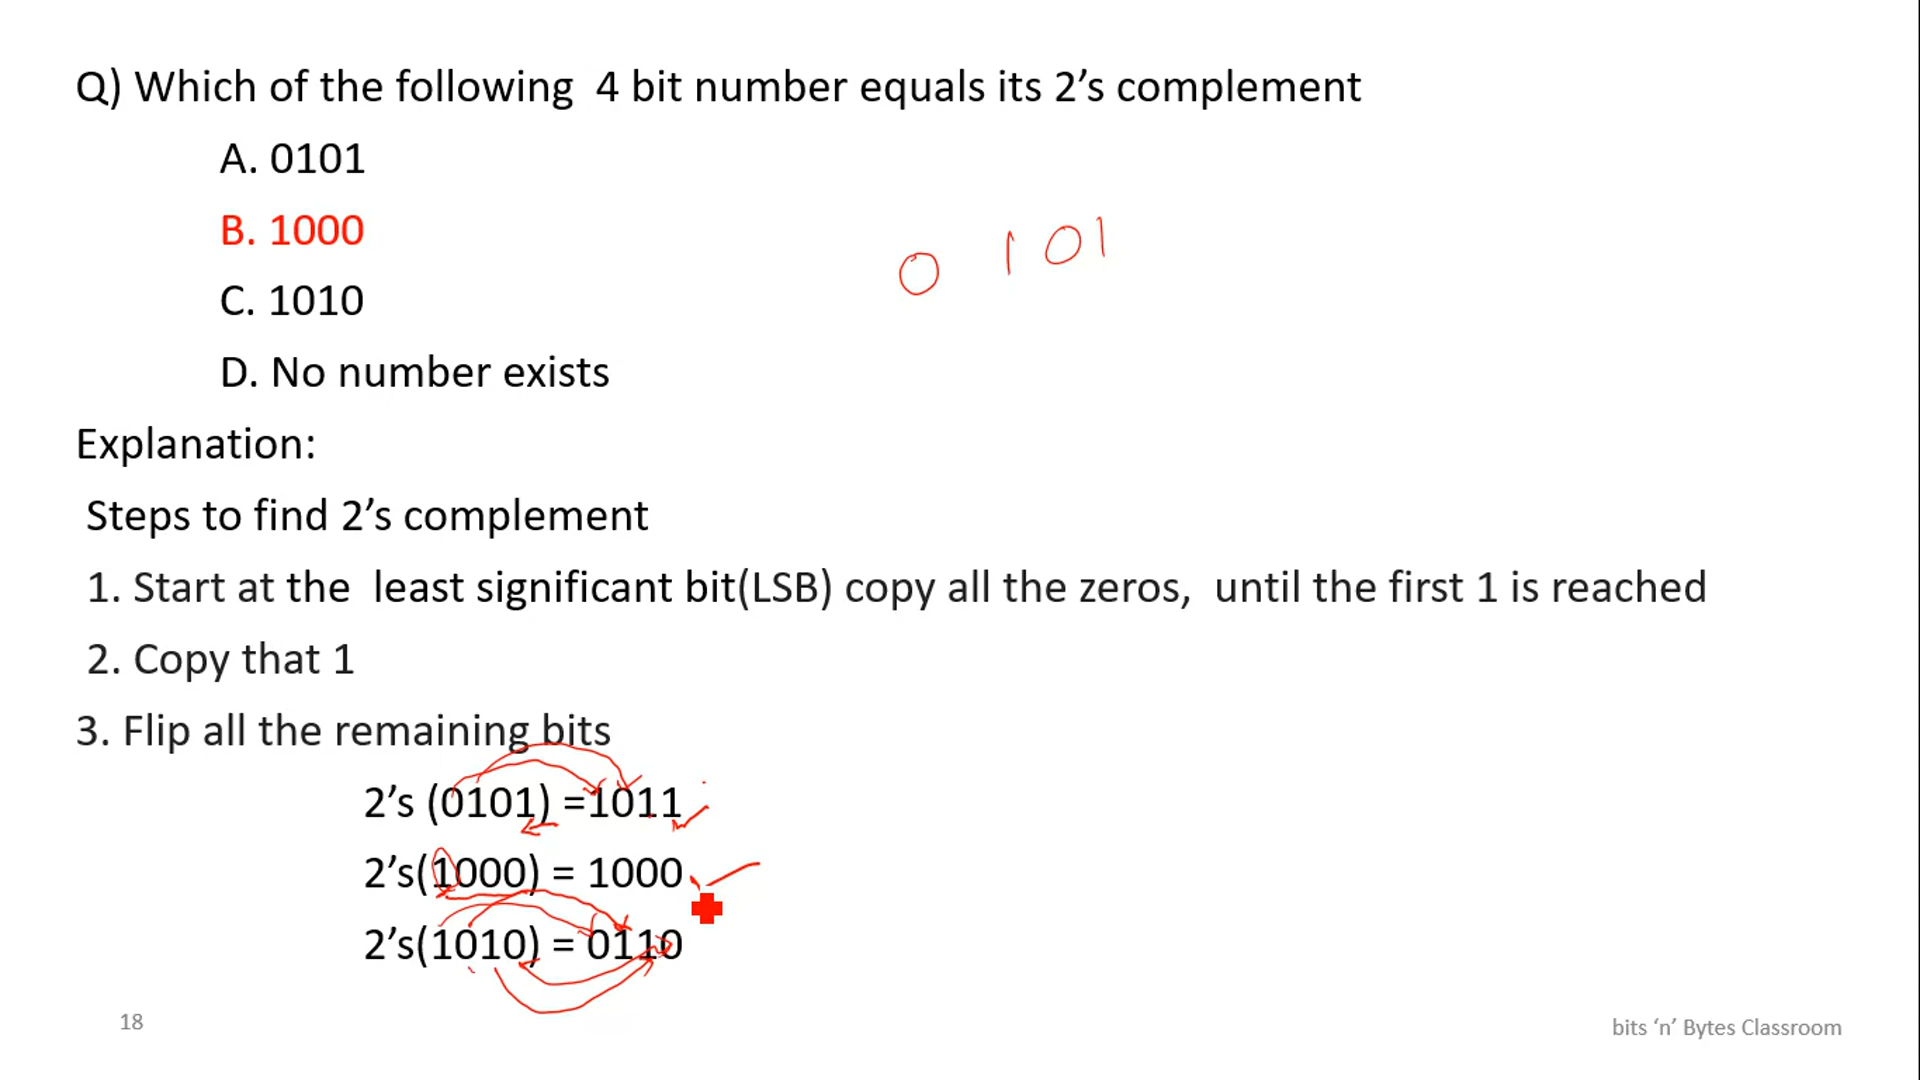 Q) Which of the following 4 bit number equals its 2’s complement
A. 0101
B. 1000
0 101
C. 1010
D. No number exists
Explanation:
Steps to find 2’s complement
1. Start at the least significant bit(LSB) copy all the zeros, until the first 1 is reached
2. Copy that 1
3. Flip all the remaining bits
2’s (0101) =1011
2’s(1000) = 1000
2’s(1010) = 0110
18
bits ‘n’ Bytes Classroom